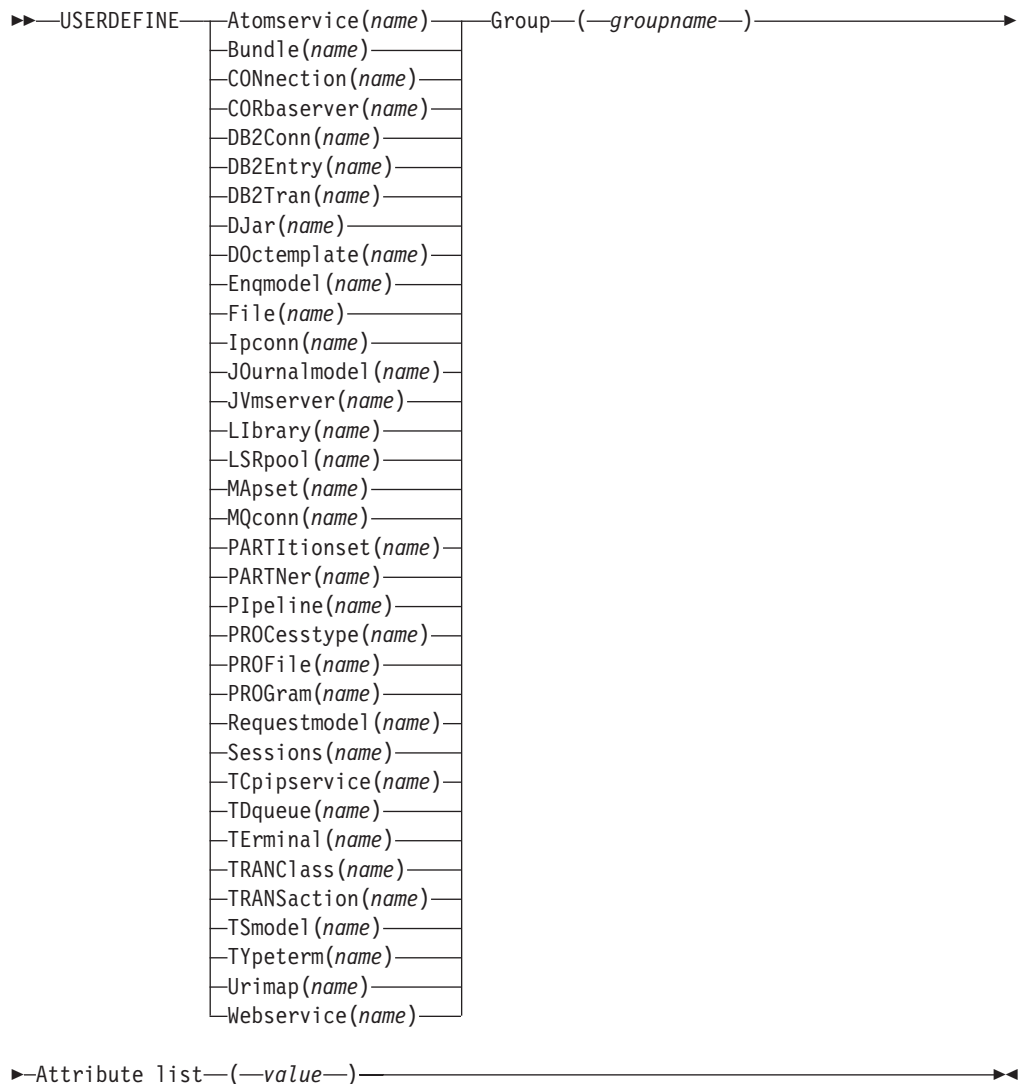 USERDEFINE Atomservice(name) Group ( groupname )
Bundle(name)
CONnection(name)
CORbaserver(name)
DB2Conn(name)
DB2Entry(name)
DB2Tran(name)
DJar(name)
DOctemplate(name)
Enqmodel(name)
File(name)
Ipconn(name)
JOurnalmodel(name)
JVmserver(name)
LIbrary(name)
LSRpool(name)
MApset(name)
MQconn(name)
PARTItionset(name)
PARTNer(name)
PIpeline(name)
PROCesstype(name)
PROFile(name)
PROGram(name)
Requestmodel(name)
Sessions(name)
TCpipservice(name)
TDqueue(name)
TErminal(name)
TRANClass(name)
TRANSaction(name)
TSmodel(name)
TYpeterm(name)
Urimap(name)
Webservice(name)
Attribute list ( value )